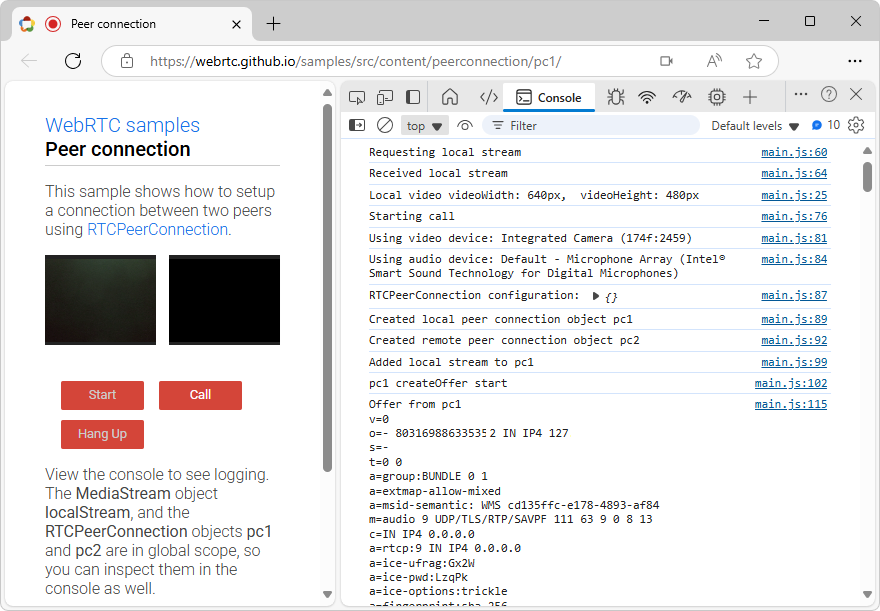 Peer connection
https://webrtc.github.io/samples/src/content/peerconnection/pc1/
WebRTC samples
Peer connection
This sample shows how to setup
a connection between two peers
using RTCPeerConnection.
Start
Call
Hang Up
View the console to see logging.
The MediaStream object
localStream, and the
RTCPeerConnection objects pc1
and pc2 are in global scope, so
you can inspect them in the
console as well.
Console
top
Filter
Default levels
10
Requesting local stream main.js:60
Received local stream main.js:64
Local video videoWidth: 640px, videoHeight: 480px main.js:25
Starting call main.js:76
Using video device: Integrated Camera (174f:2459) main.js:81
Using audio device: Default - Microphone Array (Intel® main.js:84
Smart Sound Technology for Digital Microphones)
RTCPeerConnection configuration: ▶ {} main.js:87
Created local peer connection object pc1 main.js:89
Created remote peer connection object pc2 main.js:92
Added local stream to pc1 main.js:99
pc1 createOffer start main.js:102
Offer from pc1 main.js:115
v=0
o=- 803169886335352 IN IP4 127
s=-
t=0 0
a=group:BUNDLE 0 1
a=extmap-allow-mixed
a=msid-semantic: WMS cd135ffc-e178-4893-af84
m=audio 9 UDP/TLS/RTP/SAVPF 111 63 9 0 8 13
c=IN IP4 0.0.0.0
a=rtcp:9 IN IP4 0.0.0.0
a=ice-ufrag:Gx2W
a=ice-pwd:LzqPk
a=ice-options:trickle
a=fingerprint:sha-256